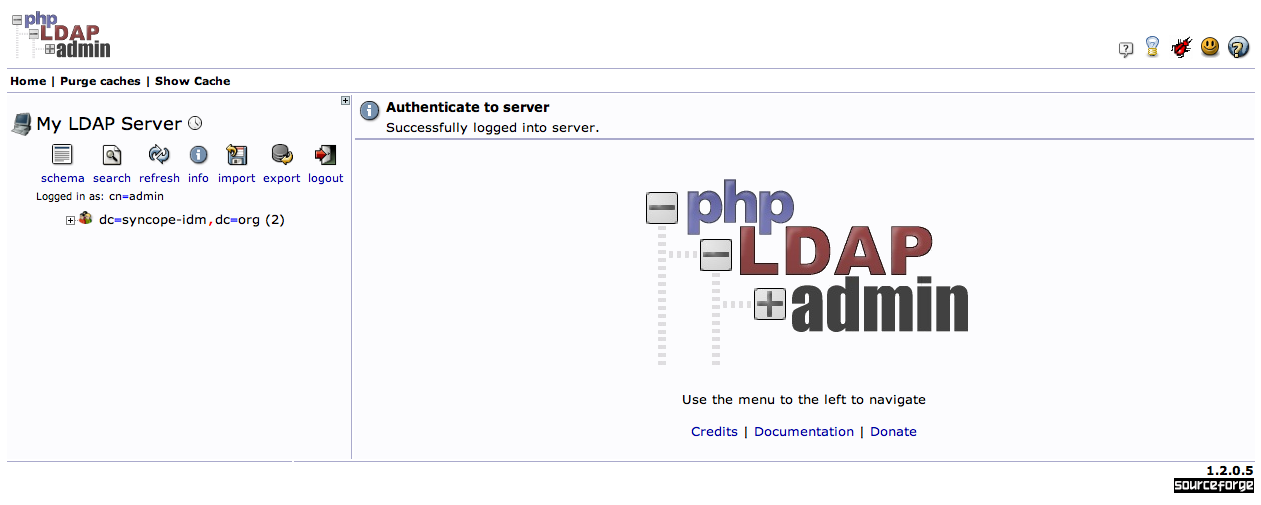 php
LDAP
admin
Home | Purge caches | Show Cache
My LDAP Server
schema search refresh info import export logout
Logged in as: cn=admin
dc=syncope-idm,dc=org (2)
Authenticate to server
Successfully logged into server.
php
LDAP
admin
Use the menu to the left to navigate
Credits | Documentation | Donate
1.2.0.5
sourceforge